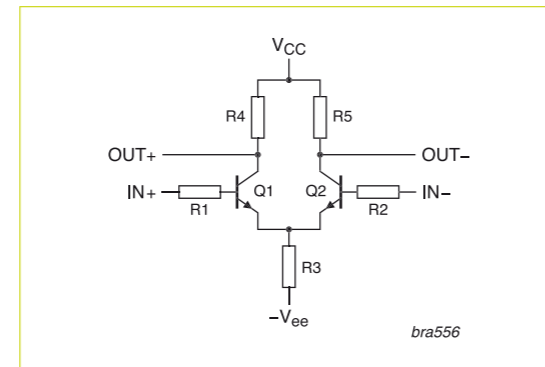 VCC
R4 R5
OUT+ OUT−
IN+ Q1 Q2 IN−
R1 R2
R3
−Vee
bra556